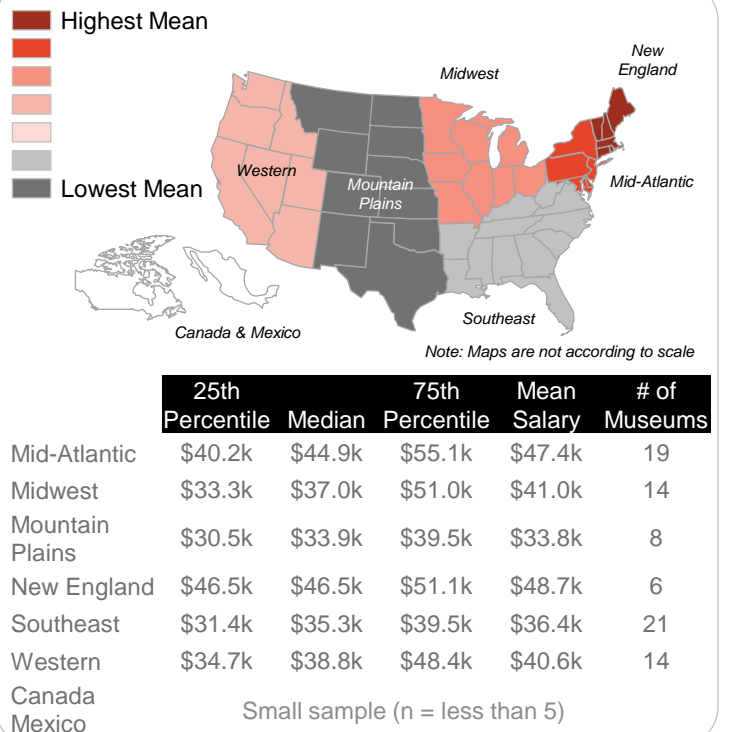 Highest Mean
New
England
Midwest
Western
Mountain
Plains
Mid-Atlantic
Lowest Mean
Southeast
Canada & Mexico
Note: Maps are not according to scale
25th Percentile Median 75th Percentile Mean Salary # of Museums
Mid-Atlantic $40.2k $44.9k $55.1k $47.4k 19
Midwest $33.3k $37.0k $51.0k $41.0k 14
Mountain Plains $30.5k $33.9k $39.5k $33.8k 8
New England $46.5k $46.5k $51.1k $48.7k 6
Southeast $31.4k $35.3k $39.5k $36.4k 21
Western $34.7k $38.8k $48.4k $40.6k 14
Canada Mexico Small sample (n = less than 5)